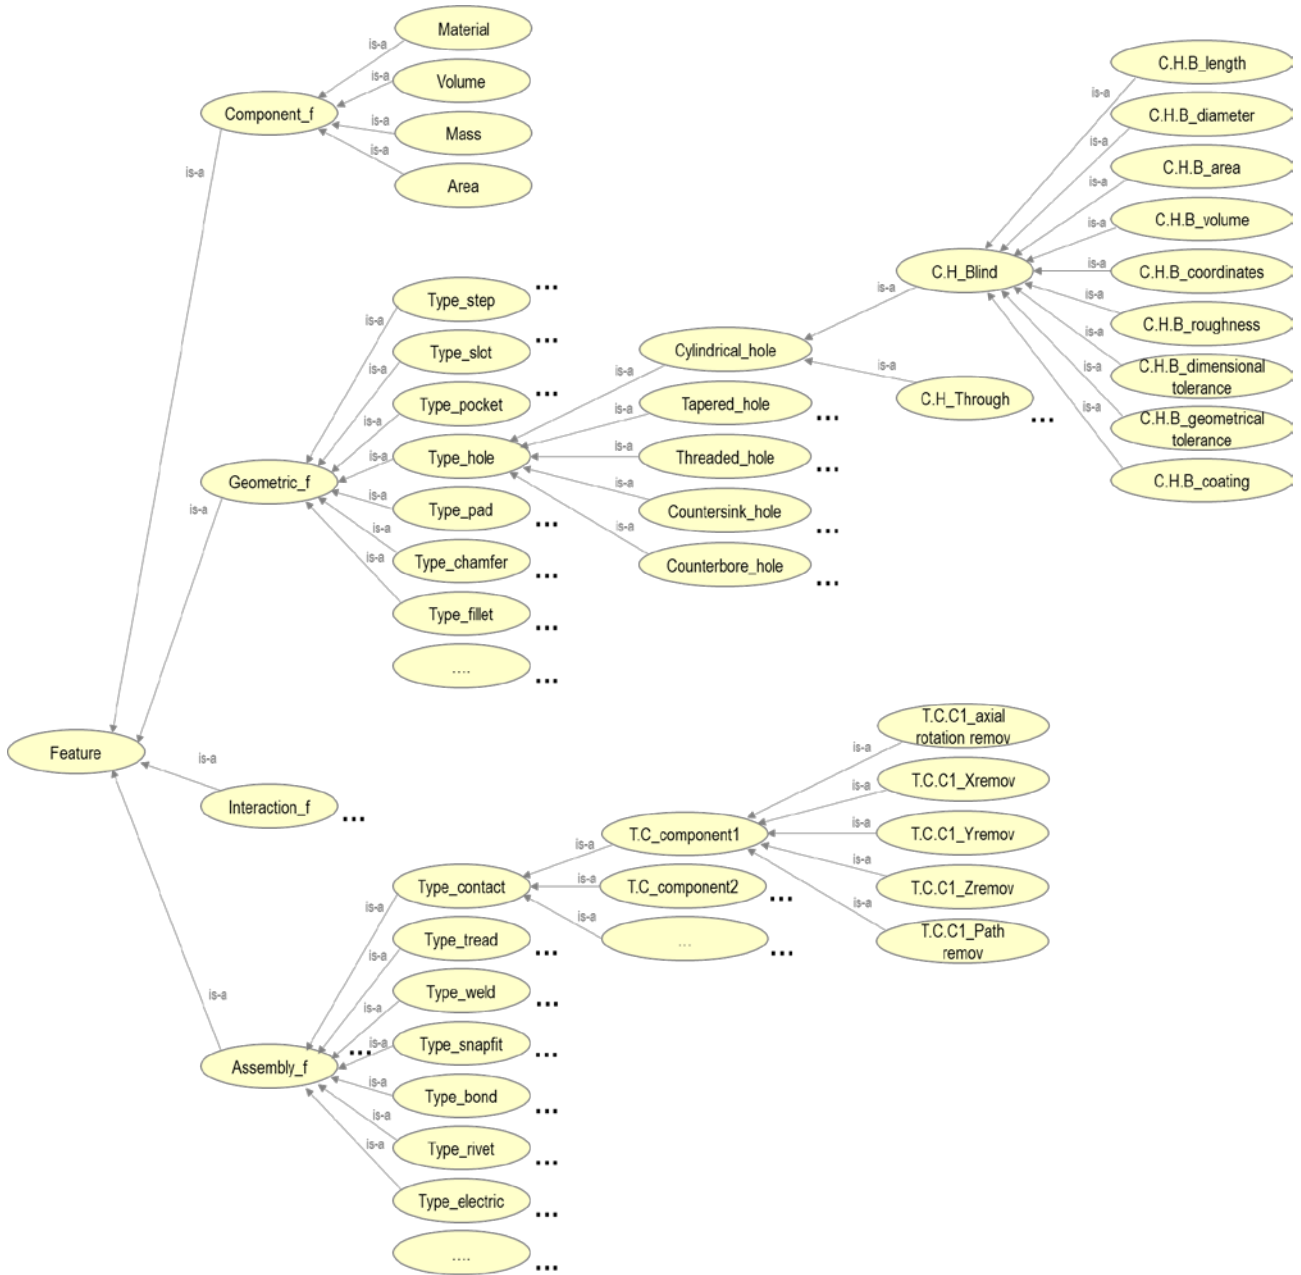 Feature
is-a
is-a
is-a
is-a
Component_f
is-a
is-a
is-a
is-a
Material
Volume
Mass
Area
Geometric_f
is-a
is-a
is-a
is-a
is-a
is-a
is-a
Type_step
...
Type_slot
...
Type_pocket
...
Type_hole
Type_pad
...
Type_chamfer
...
Type_fillet
...
....
...
is-a
is-a
is-a
is-a
is-a
Cylindrical_hole
Tapered_hole
...
Threaded_hole
...
Countersink_hole
...
Counterbore_hole
...
is-a
is-a
C.H_Blind
C.H_Through
...
is-a
is-a
is-a
is-a
is-a
is-a
is-a
is-a
is-a
C.H.B_length
C.H.B_diameter
C.H.B_area
C.H.B_volume
C.H.B_coordinates
C.H.B_roughness
C.H.B_dimensional
tolerance
C.H.B_geometrical
tolerance
C.H.B_coating
Interaction_f
...
Assembly_f
...
is-a
is-a
is-a
is-a
is-a
is-a
is-a
Type_contact
Type_tread
...
Type_weld
...
Type_snapfit
...
Type_bond
...
Type_rivet
...
Type_electric
...
....
...
is-a
is-a
is-a
T.C_component1
T.C_component2
...
...
...
is-a
is-a
is-a
is-a
is-a
T.C.C1_axial
rotation remov
T.C.C1_Xremov
T.C.C1_Yremov
T.C.C1_Zremov
T.C.C1_Path
remov